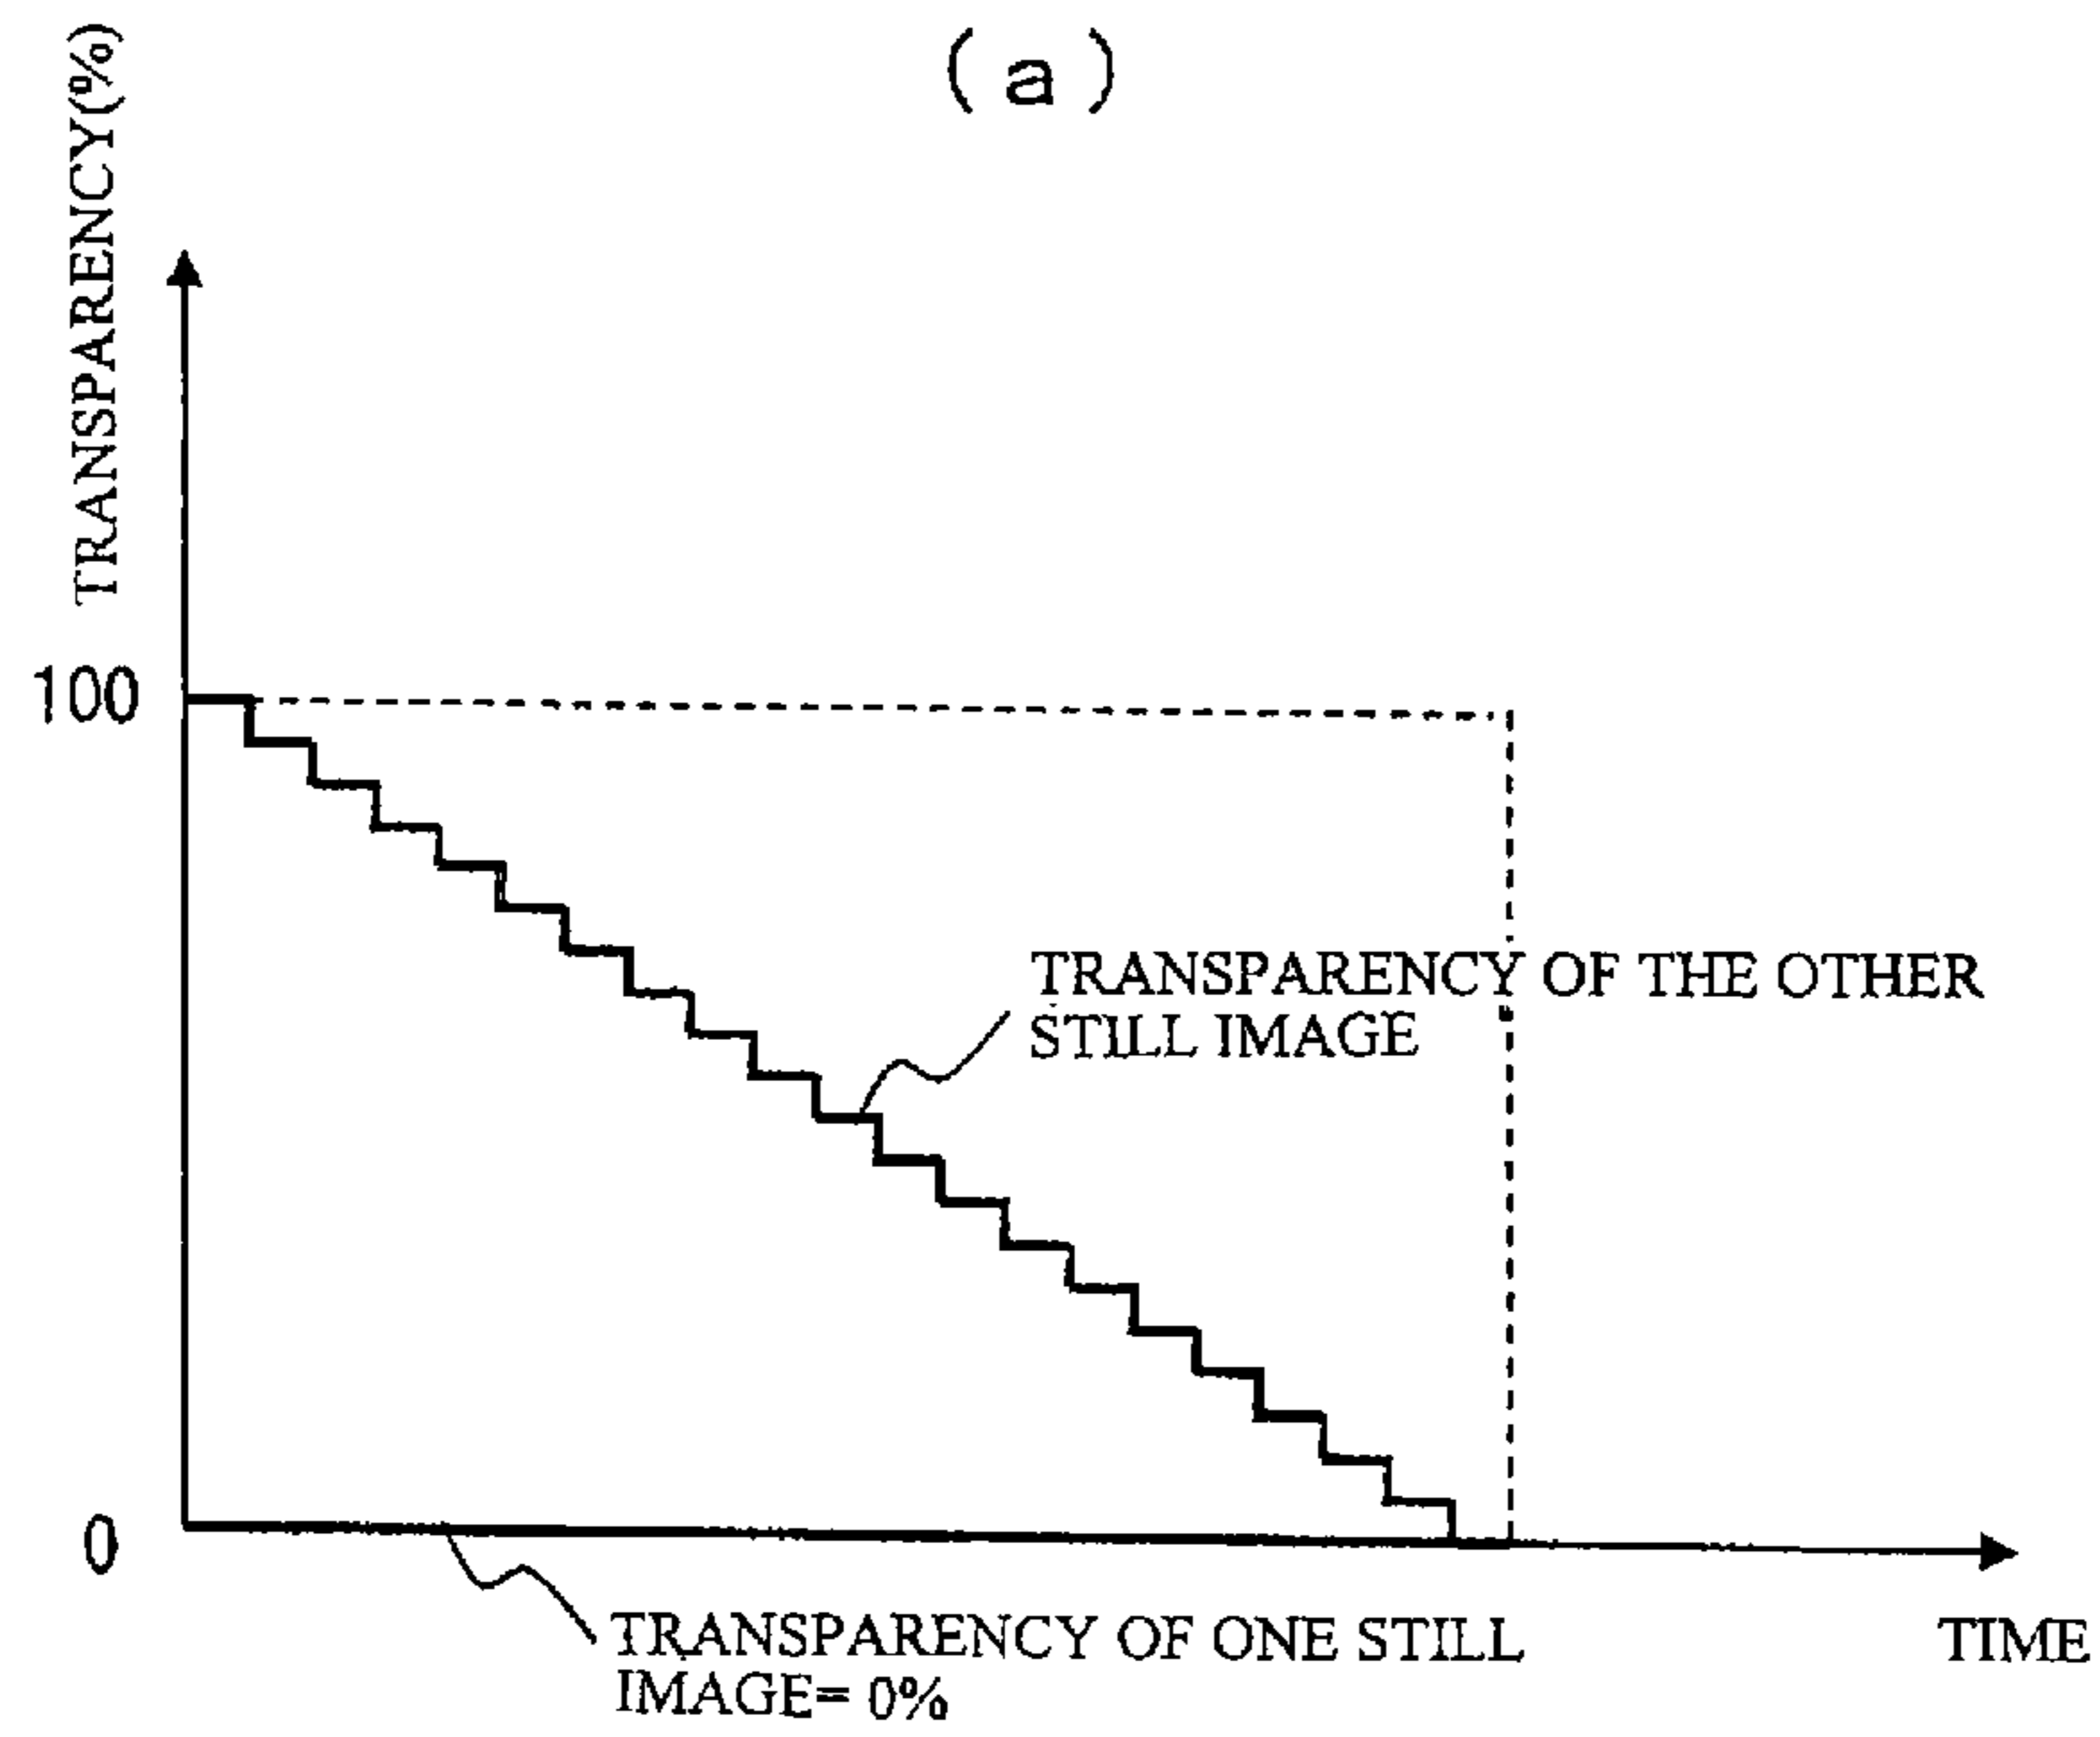 (a)
TRANSPARENCY(%)
100
TRANSPARENCY OF THE OTHER
STILL IMAGE
0
TRANSPARENCY OF ONE STILL
IMAGE= 0%
TIME